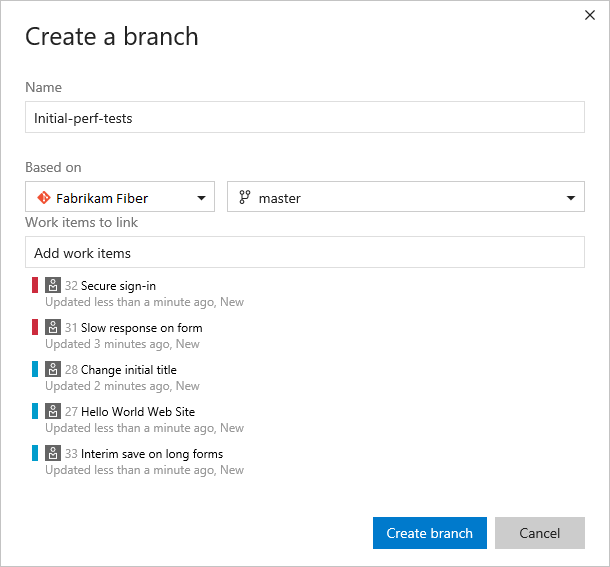 Create a branch
Name
Initial-perf-tests
Based on
Fabrikam Fiber
master
Work items to link
Add work items
32 Secure sign-in
Updated less than a minute ago, New
31 Slow response on form
Updated 3 minutes ago, New
28 Change initial title
Updated 2 minutes ago, New
27 Hello World Web Site
Updated less than a minute ago, New
33 Interim save on long forms
Updated less than a minute ago, New
Create branch
Cancel